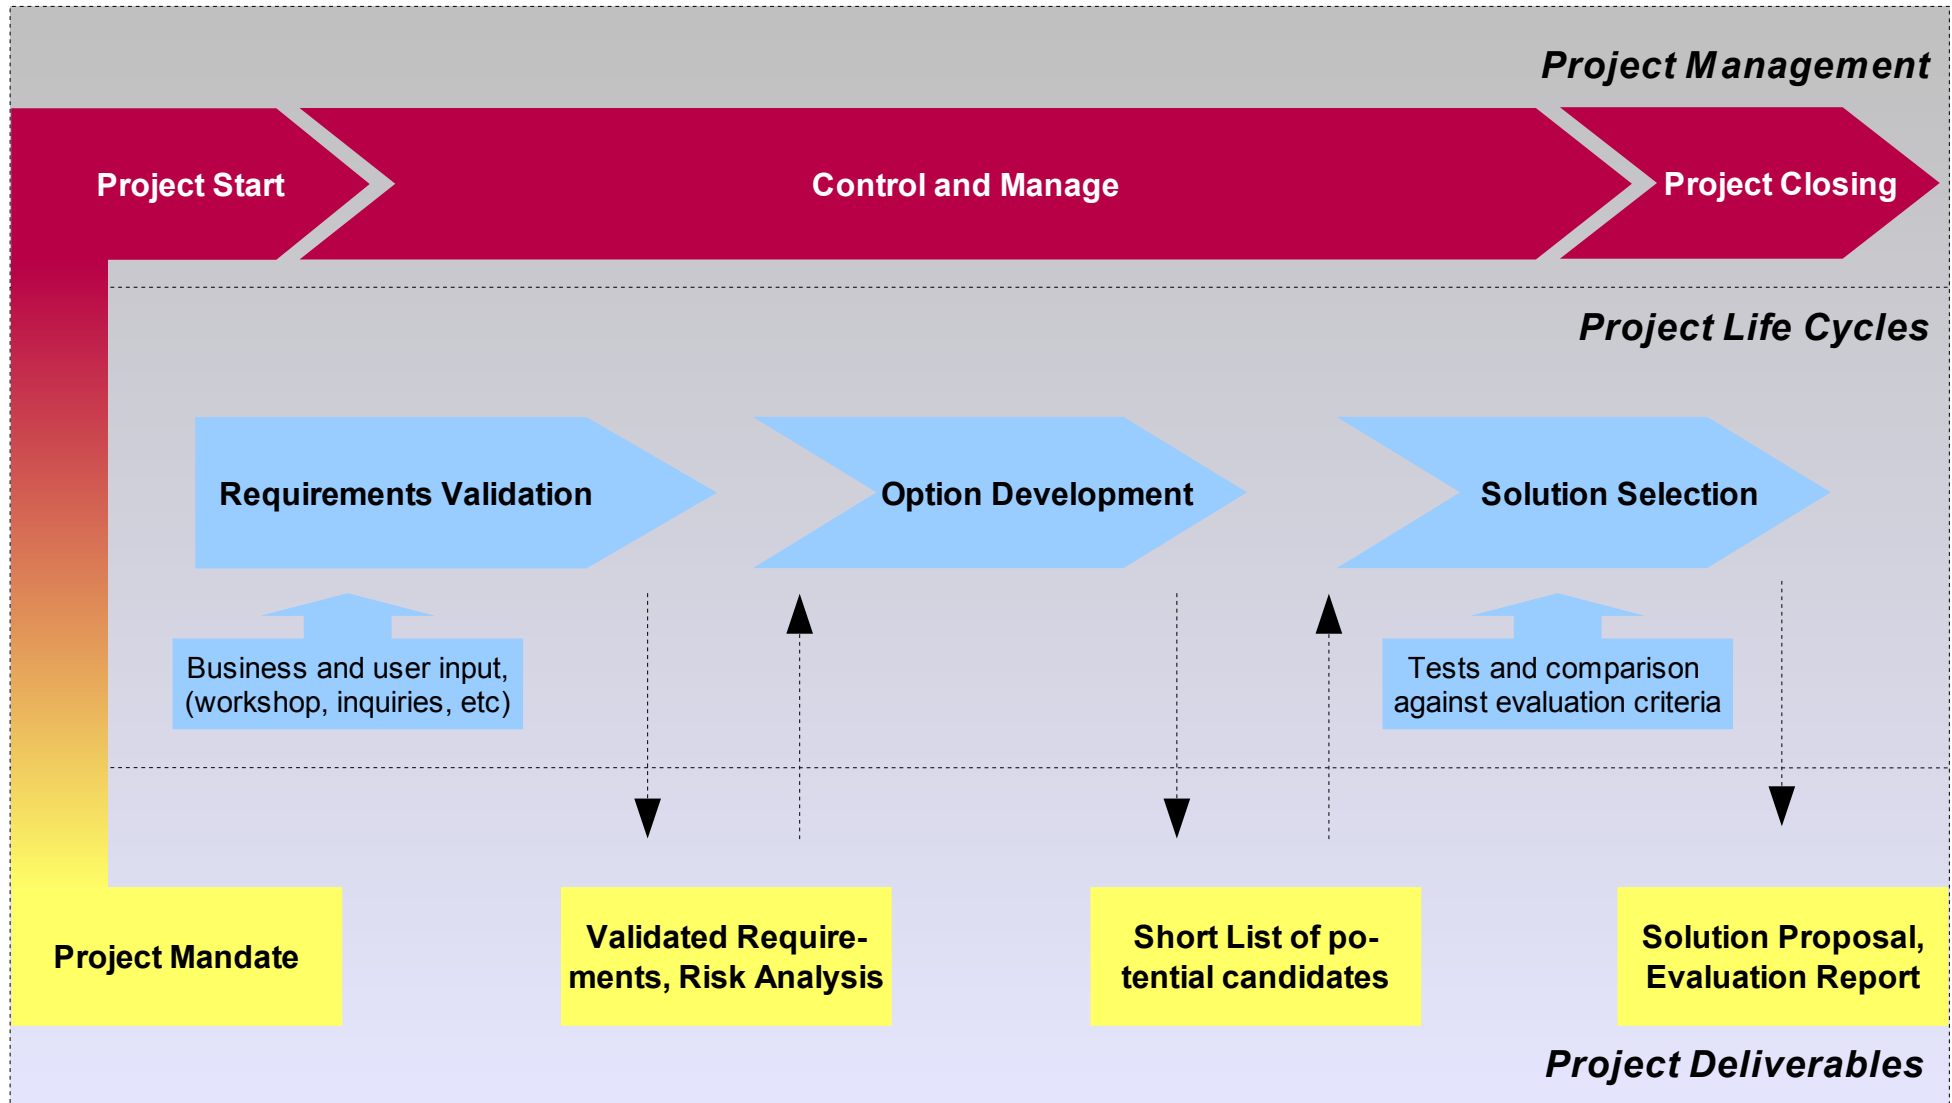 Project Management
Project Start
Control and Manage
Project Closing
Project Life Cycles
Requirements Validation
Option Development
Solution Selection
Business and user input,
(workshop, inquiries, etc)
Tests and comparison
against evaluation criteria
Project Mandate
Validated Require-
ments, Risk Analysis
Short List of po-
tential candidates
Solution Proposal,
Evaluation Report
Project Deliverables